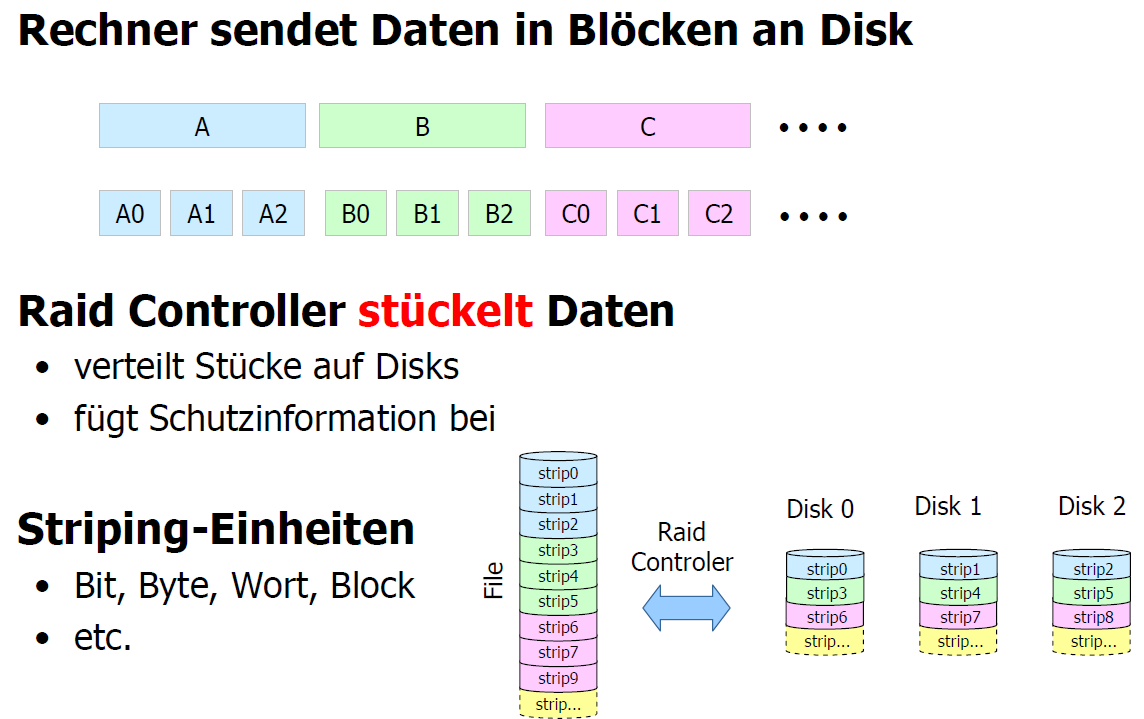 Rechner sendet Daten in Blöcken an Disk
A B C ••••
A0 A1 A2 B0 B1 B2 C0 C1 C2 ••••
Raid Controller stückelt Daten
• verteilt Stücke auf Disks
• fügt Schutzinformation bei
Striping-Einheiten
• Bit, Byte, Wort, Block
• etc.
File
strip0
strip1
strip2
strip3
strip4
strip5
strip6
strip7
strip9
strip...
Raid
Controler
Disk 0 Disk 1 Disk 2
strip0 strip1 strip2
strip3 strip4 strip5
strip6 strip7 strip8
strip... strip... strip...